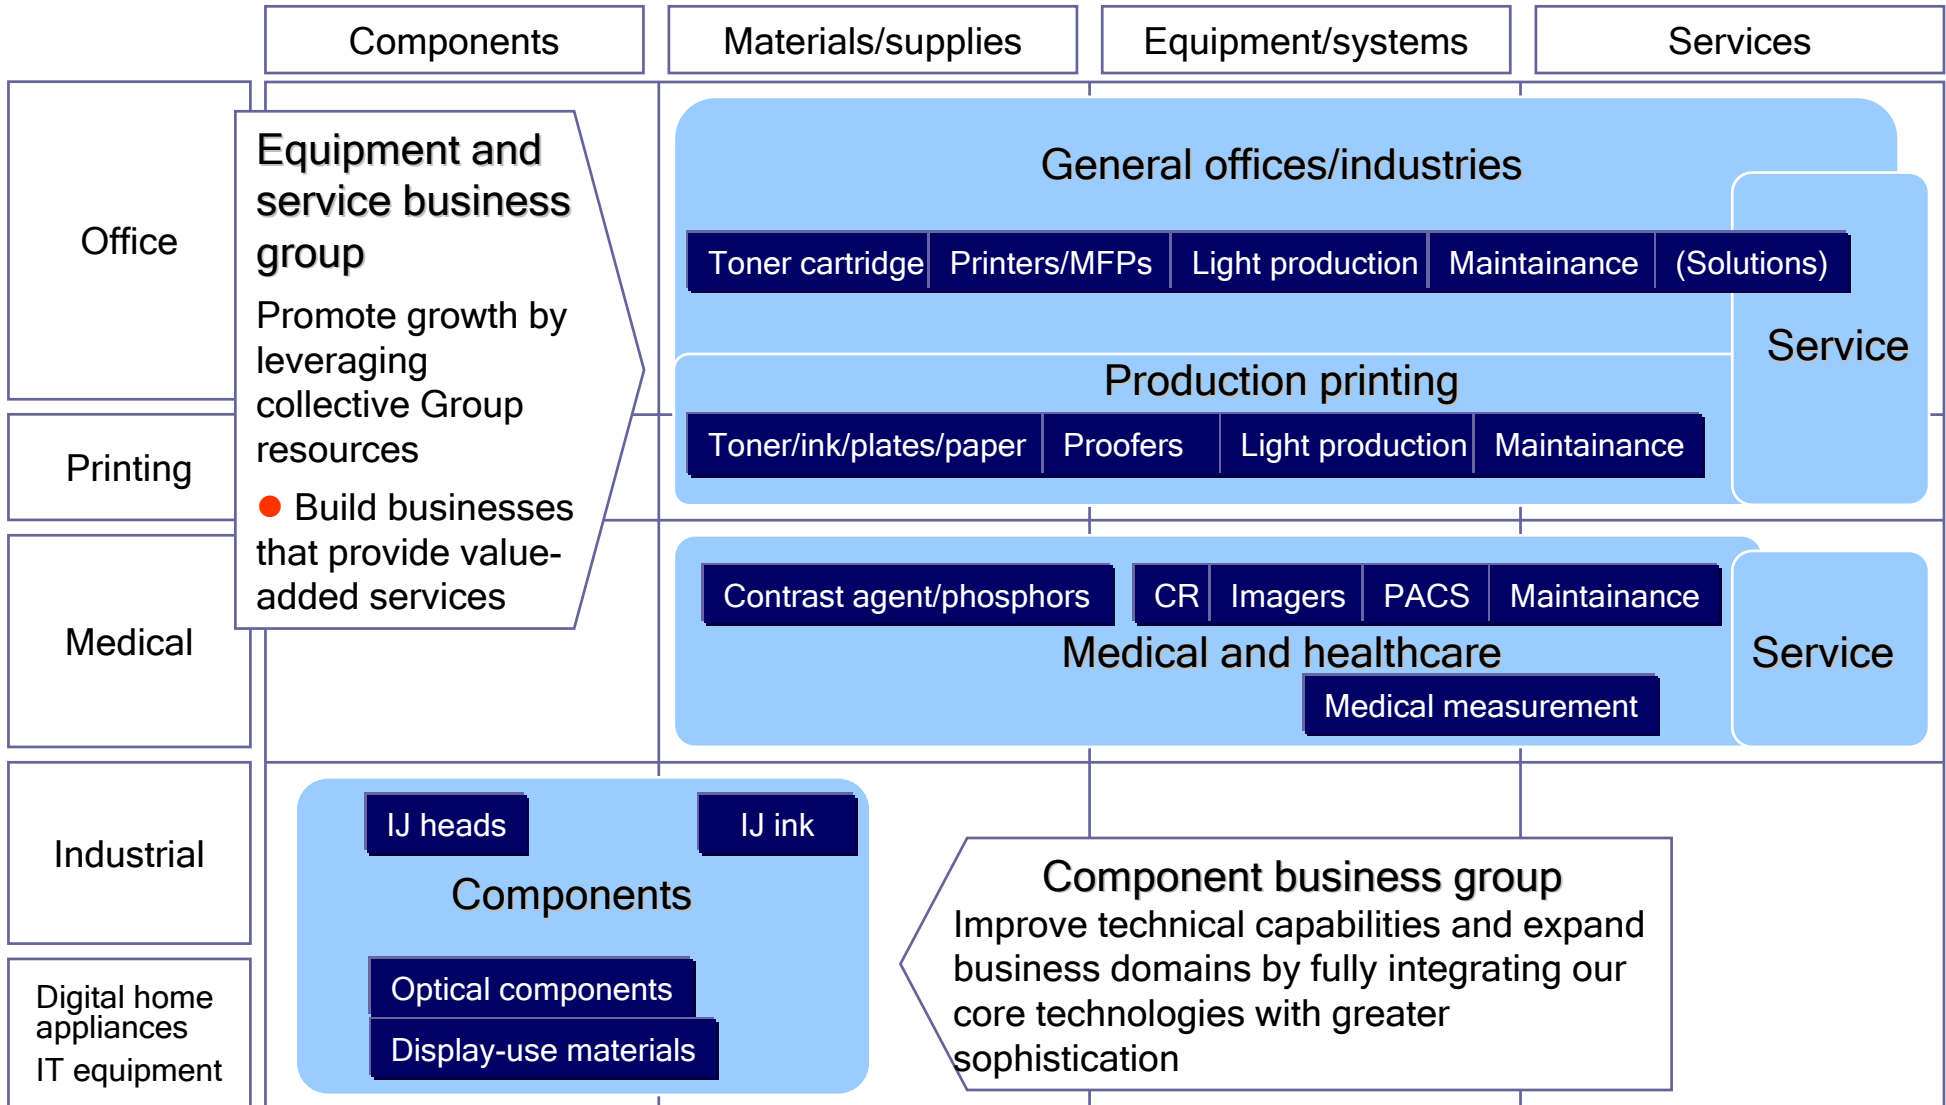 Components
Materials/supplies
Equipment/systems
Services
Office
Printing
Medical
Industrial
Digital home
appliances
IT equipment
Equipment and
service business
group
Promote growth by
leveraging
collective Group
resources
● Build businesses
that provide value-
added services
General offices/industries
Toner cartridge
Printers/MFPs
Light production
Maintainance
(Solutions)
Service
Production printing
Toner/ink/plates/paper
Proofers
Light production
Maintainance
Contrast agent/phosphors
CR
Imagers
PACS
Maintainance
Medical and healthcare
Service
Medical measurement
IJ heads
IJ ink
Components
Optical components
Display-use materials
Component business group
Improve technical capabilities and expand
business domains by fully integrating our
core technologies with greater
sophistication